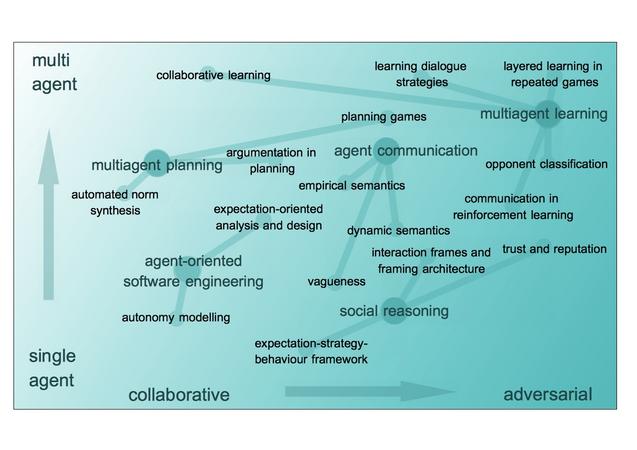 multi
agent
collaborative learning
learning dialogue
strategies
layered learning in
repeated games
planning games
multiagent learning
multiagent planning
argumentation in
planning
agent communication
opponent classification
empirical semantics
automated norm
synthesis
expectation-oriented
analysis and design
communication in
reinforcement learning
dynamic semantics
interaction frames and
framing architecture
trust and reputation
agent-oriented
software engineering
vagueness
social reasoning
autonomy modelling
expectation-strategy-
behaviour framework
single
agent
collaborative
adversarial